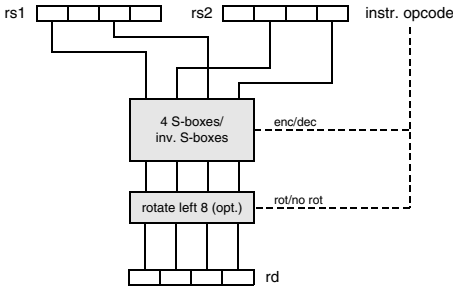 rs1
rs2
instr. opcode
4 S-boxes/
inv. S-boxes
enc/dec
rotate left 8 (opt.)
rot/no rot
rd